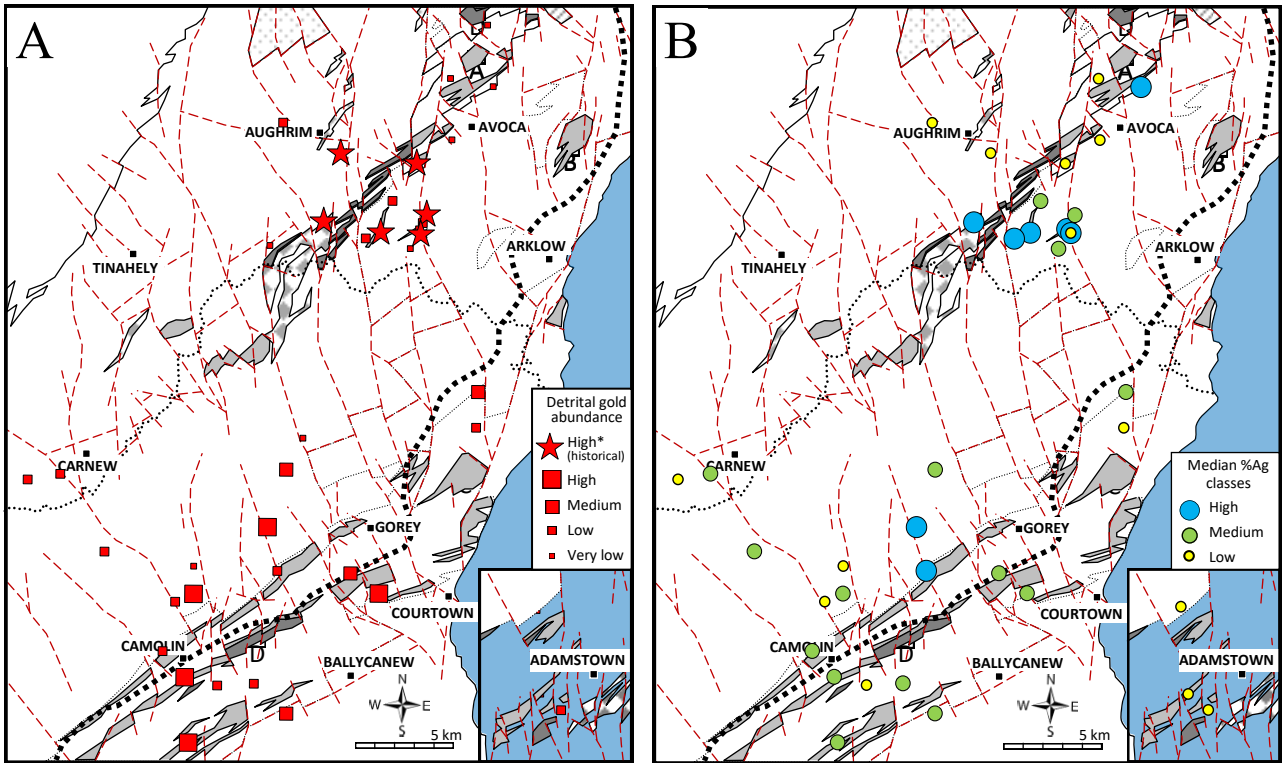 A
AUGHRIM
AVOCA
A
B
ARKLOW
TINAHELY
Detrital gold
abundance
High*
(historical)
High
Medium
Low
Very low
CARNEW
GOREY
COURTOWN
CAMOLIN
D
BALLYCANEW
ADAMSTOWN
N
W E
S
5 km
B
AUGHRIM
AVOCA
A
B
ARKLOW
TINAHELY
Median %Ag
classes
High
Medium
Low
CARNEW
GOREY
COURTOWN
CAMOLIN
D
BALLYCANEW
ADAMSTOWN
N
W E
S
5 km